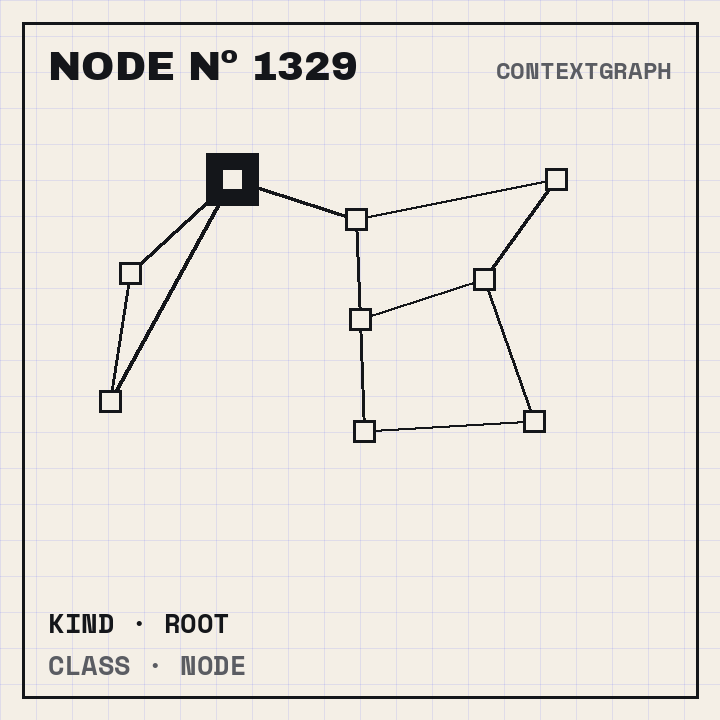 NODE Nº 1329
CONTEXTGRAPH
KIND · ROOT
CLASS · NODE